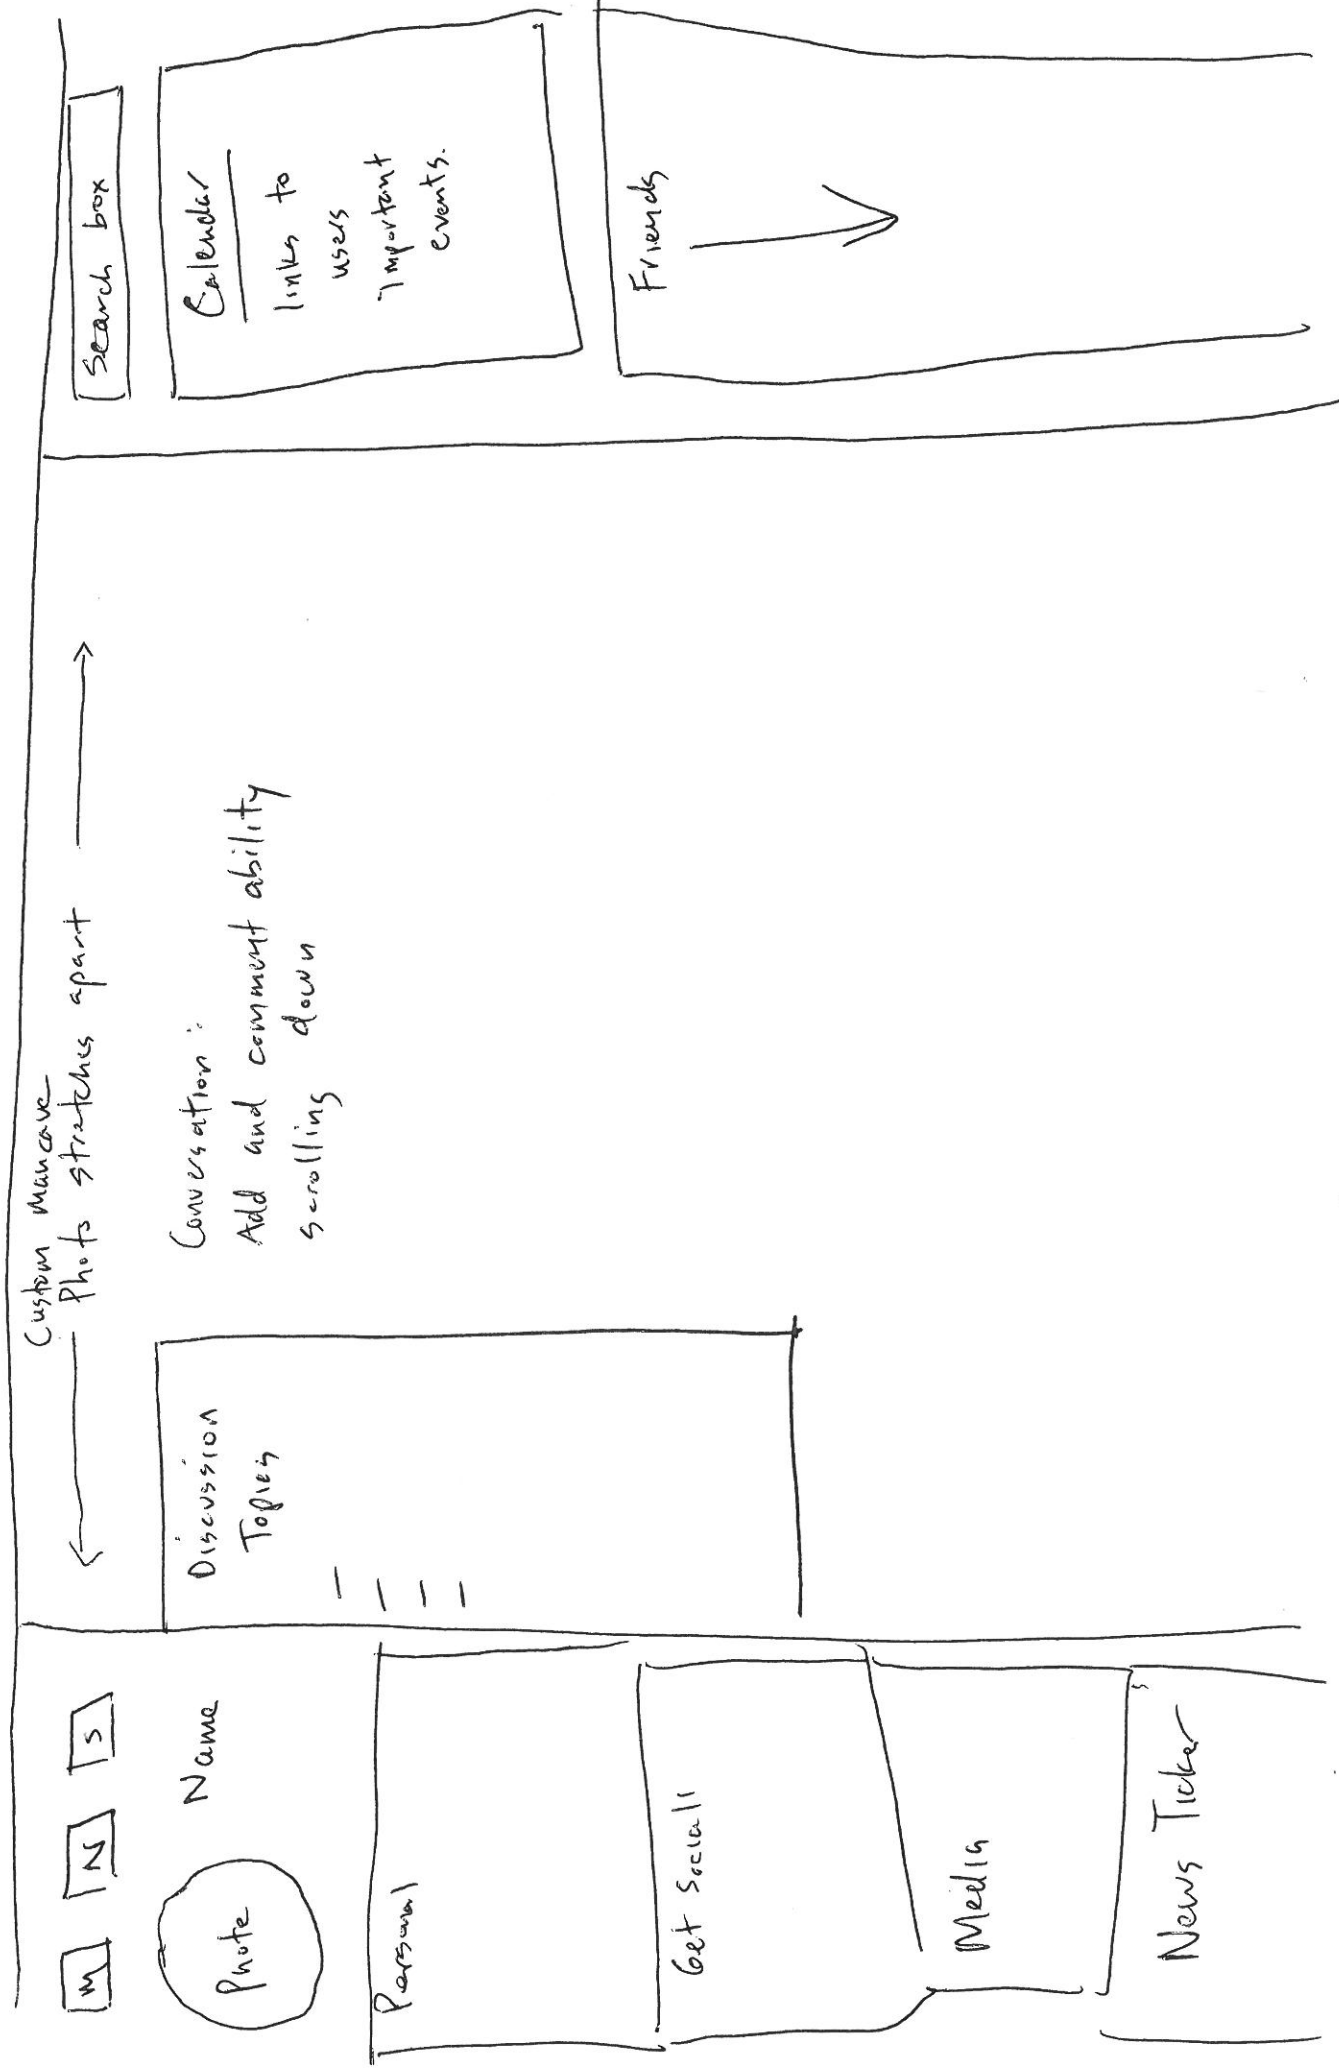 Custom Mancave
Photo stretches apart
M N S
Photo
Name
Personal
Get Social!
Media
News Ticker
Discussion
Topics
Conversation:
Add and comment ability
scrolling down
Search box
Calendar
links to
users
important
events.
Friends